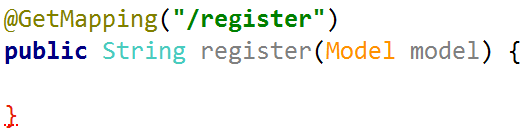 @GetMapping("/register")
public String register(Model model) {
}